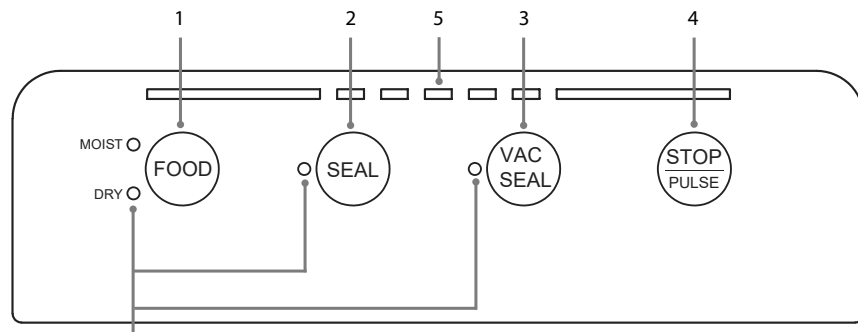 1 2 5 3 4
MOIST
FOOD SEAL VAC SEAL STOP PULSE
DRY